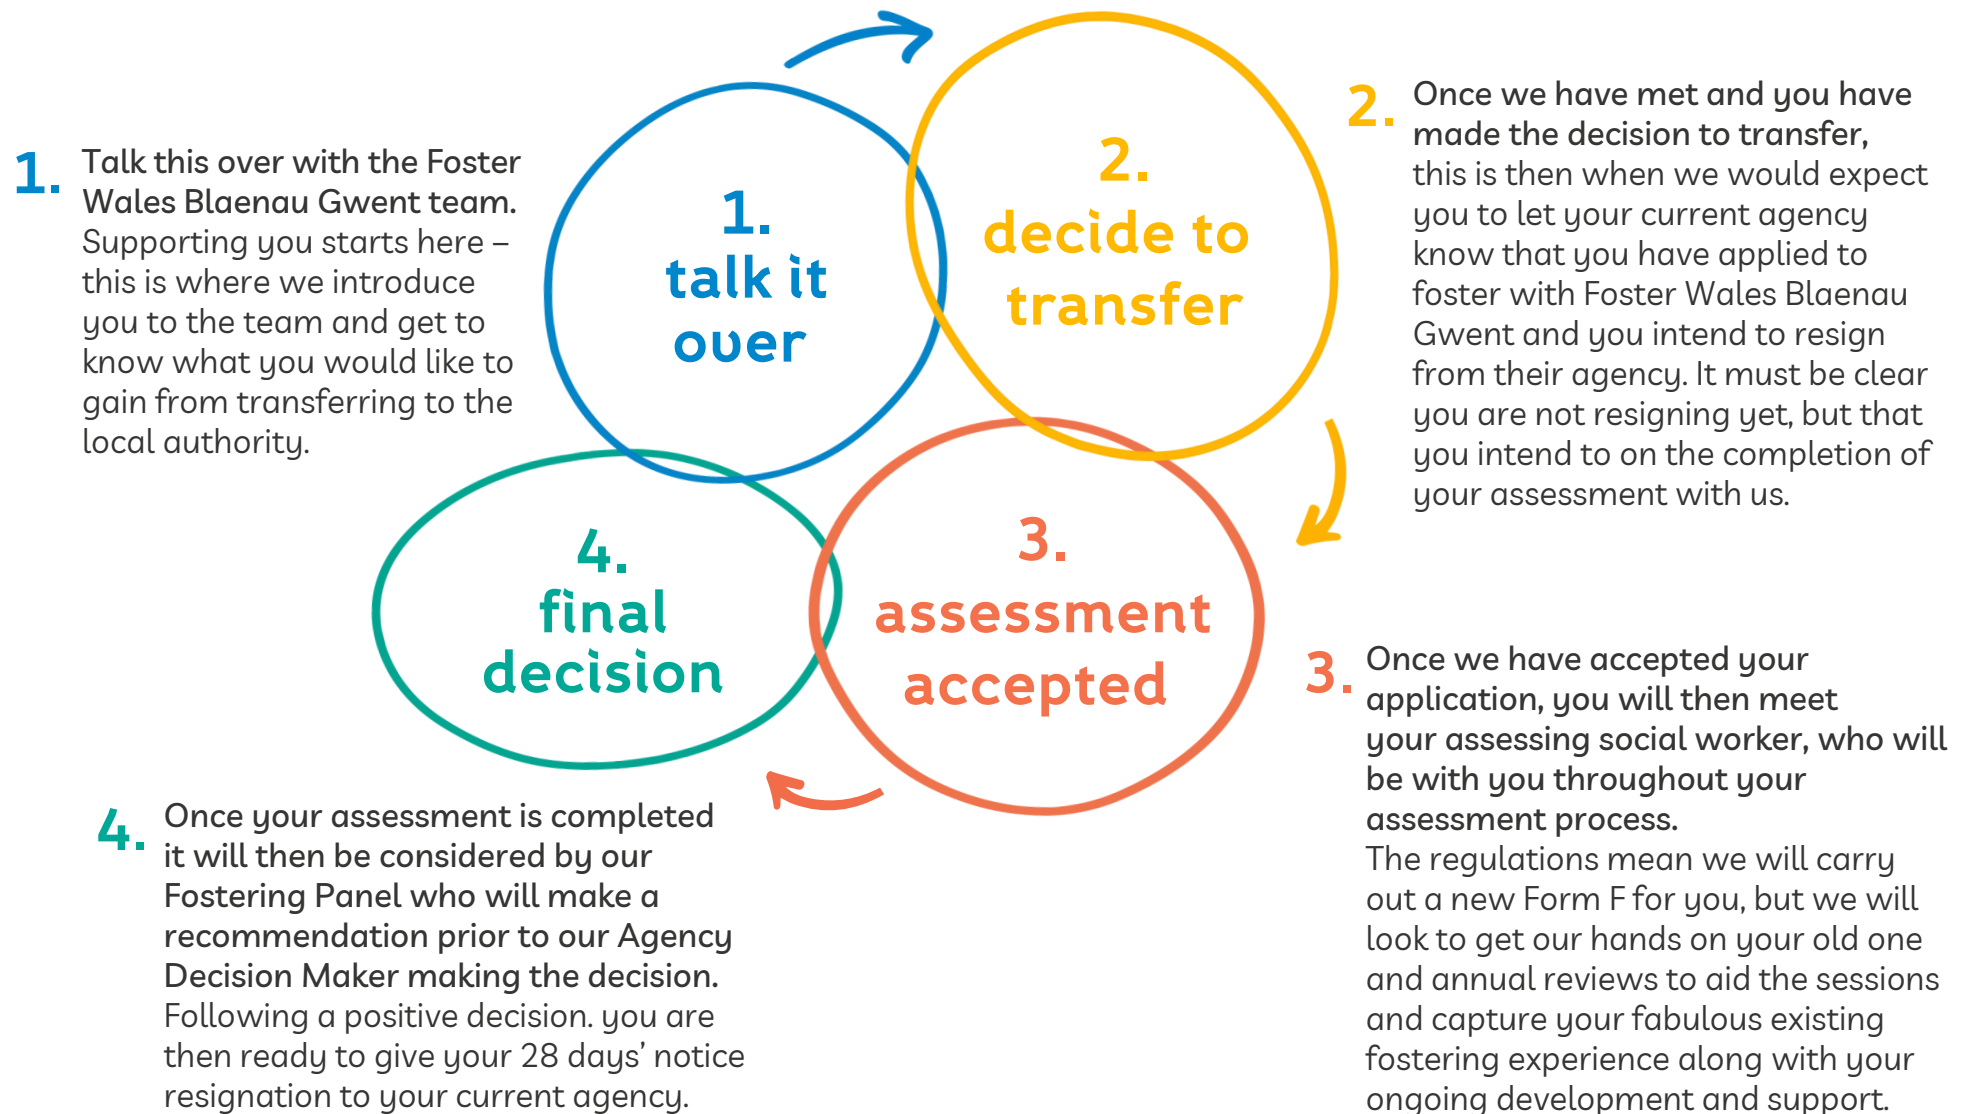 1.
talk it
over
2.
decide to
transfer
3.
assessment
accepted
4.
final
decision
1.
Talk this over with the Foster
Wales Blaenau Gwent team.
Supporting you starts here –
this is where we introduce
you to the team and get to
know what you would like to
gain from transferring to the
local authority.
2.
Once we have met and you have
made the decision to transfer,
this is then when we would expect
you to let your current agency
know that you have applied to
foster with Foster Wales Blaenau
Gwent and you intend to resign
from their agency. It must be clear
you are not resigning yet, but that
you intend to on the completion of
your assessment with us.
3.
Once we have accepted your
application, you will then meet
your assessing social worker, who will
be with you throughout your
assessment process.
The regulations mean we will carry
out a new Form F for you, but we will
look to get our hands on your old one
and annual reviews to aid the sessions
and capture your fabulous existing
fostering experience along with your
ongoing development and support.
4.
Once your assessment is completed
it will then be considered by our
Fostering Panel who will make a
recommendation prior to our Agency
Decision Maker making the decision.
Following a positive decision. you are
then ready to give your 28 days’ notice
resignation to your current agency.